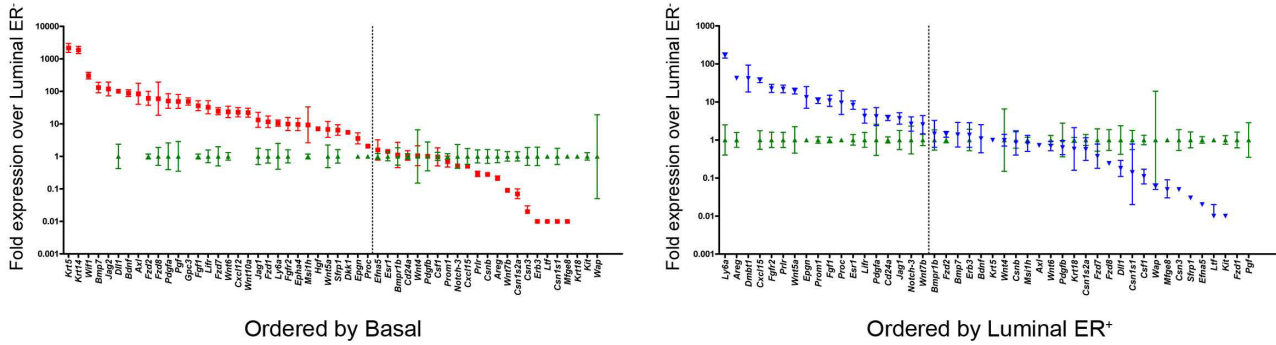 Fold expression over Luminal ER-
10000
1000
100
10
1
0.1
0.01
0.001
Krt15 Krt14 Wif1 Bmp7 Jag2 Dll1 Bdnf Axl Fzd2 Fzd8 Pdgfa Pgf Gpc3 Fgf1 Lifr Fzd7 Wnt6 Cxcl12 Wnt10a Jag1 Fzd1 Ly6a Fgfr2 Epha4 Msi1h Hgf Wnt5a Sfrp1 Dkk1 Epgn Proc Efna5 Esr1 Bmpr1b Cd24a Wnt4 Pdgfb Csf1 Prom1 Notch-3 Cxcl15 Prlr Csnb Areg Wnt7b Csn1s2a Csn3 Erb3 Ltf Csn1s1 Mfge8 Krt18 Kit Wap
Ordered by Basal
Fold expression over Luminal ER-
1000
100
10
1
0.1
0.01
0.001
Ly6a Areg Dmbt1 Cxcl15 Fgfr2 Prlr Wnt5a Epgn Prom1 Fgf1 Proc Esr1 Lifr Pdgfa Cd24a Jag1 Notch-3 Wnt7b Bmpr1b Fzd2 Bmp7 Erb3 Bdnf Krt15 Wnt4 Csnb Msi1h Axl Wnt6 Pdgfb Krt18 Csn1s2a Fzd7 Fzd8 Dll1 Csn1s1 Csf1 Wap Mfge8 Csn3 Sfrp1 Efna5 Ltf Kit Fzd1 Pgf
Ordered by Luminal ER+